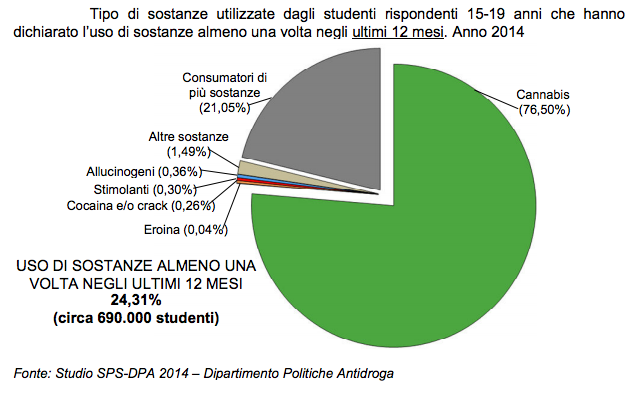 Tipo di sostanze utilizzate dagli studenti rispondenti 15-19 anni che hanno
dichiarato l'uso di sostanze almeno una volta negli ultimi 12 mesi. Anno 2014
Consumatori di
più sostanze
(21,05%)
Cannabis
(76,50%)
Altre sostanze
(1,49%)
Allucinogeni (0,36%)
Stimolanti (0,30%)
Cocaina e/o crack (0,26%)
Eroina (0,04%)
USO DI SOSTANZE ALMENO UNA
VOLTA NEGLI ULTIMI 12 MESI
24,31%
(circa 690.000 studenti)
Fonte: Studio SPS-DPA 2014 – Dipartimento Politiche Antidroga